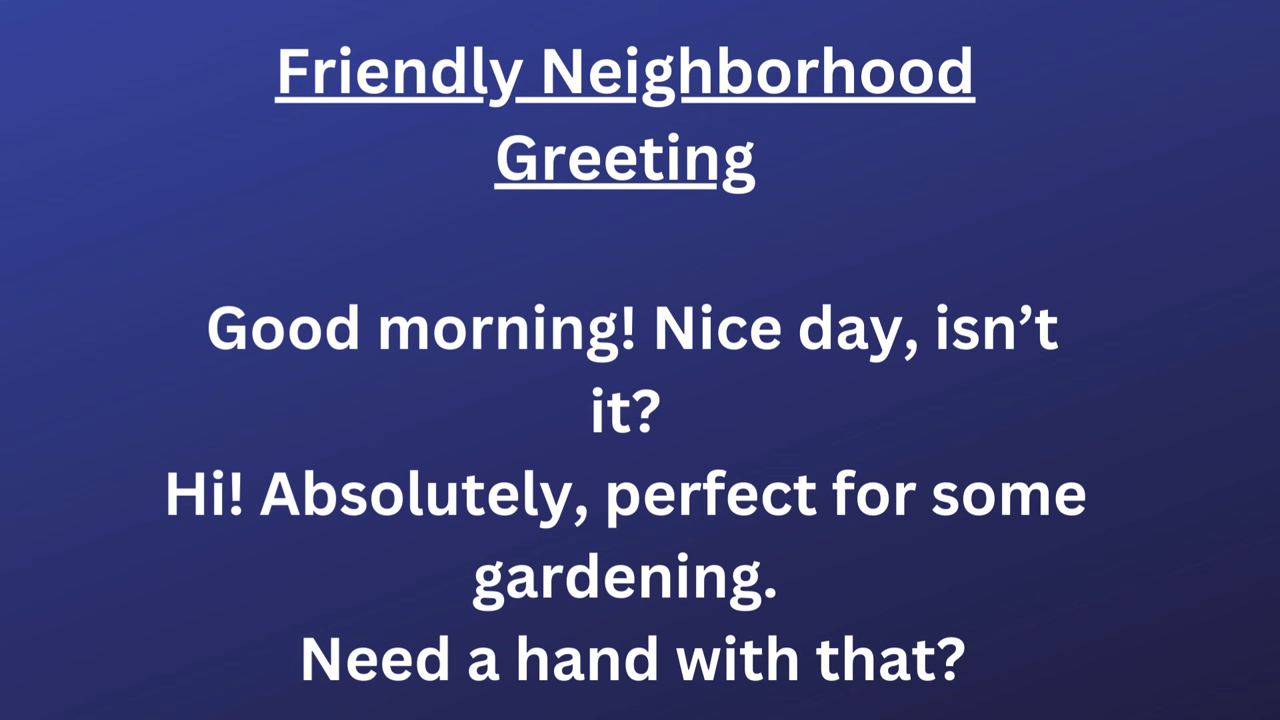 Friendly Neighborhood
Greeting
Good morning! Nice day, isn’t
it?
Hi! Absolutely, perfect for some
gardening.
Need a hand with that?